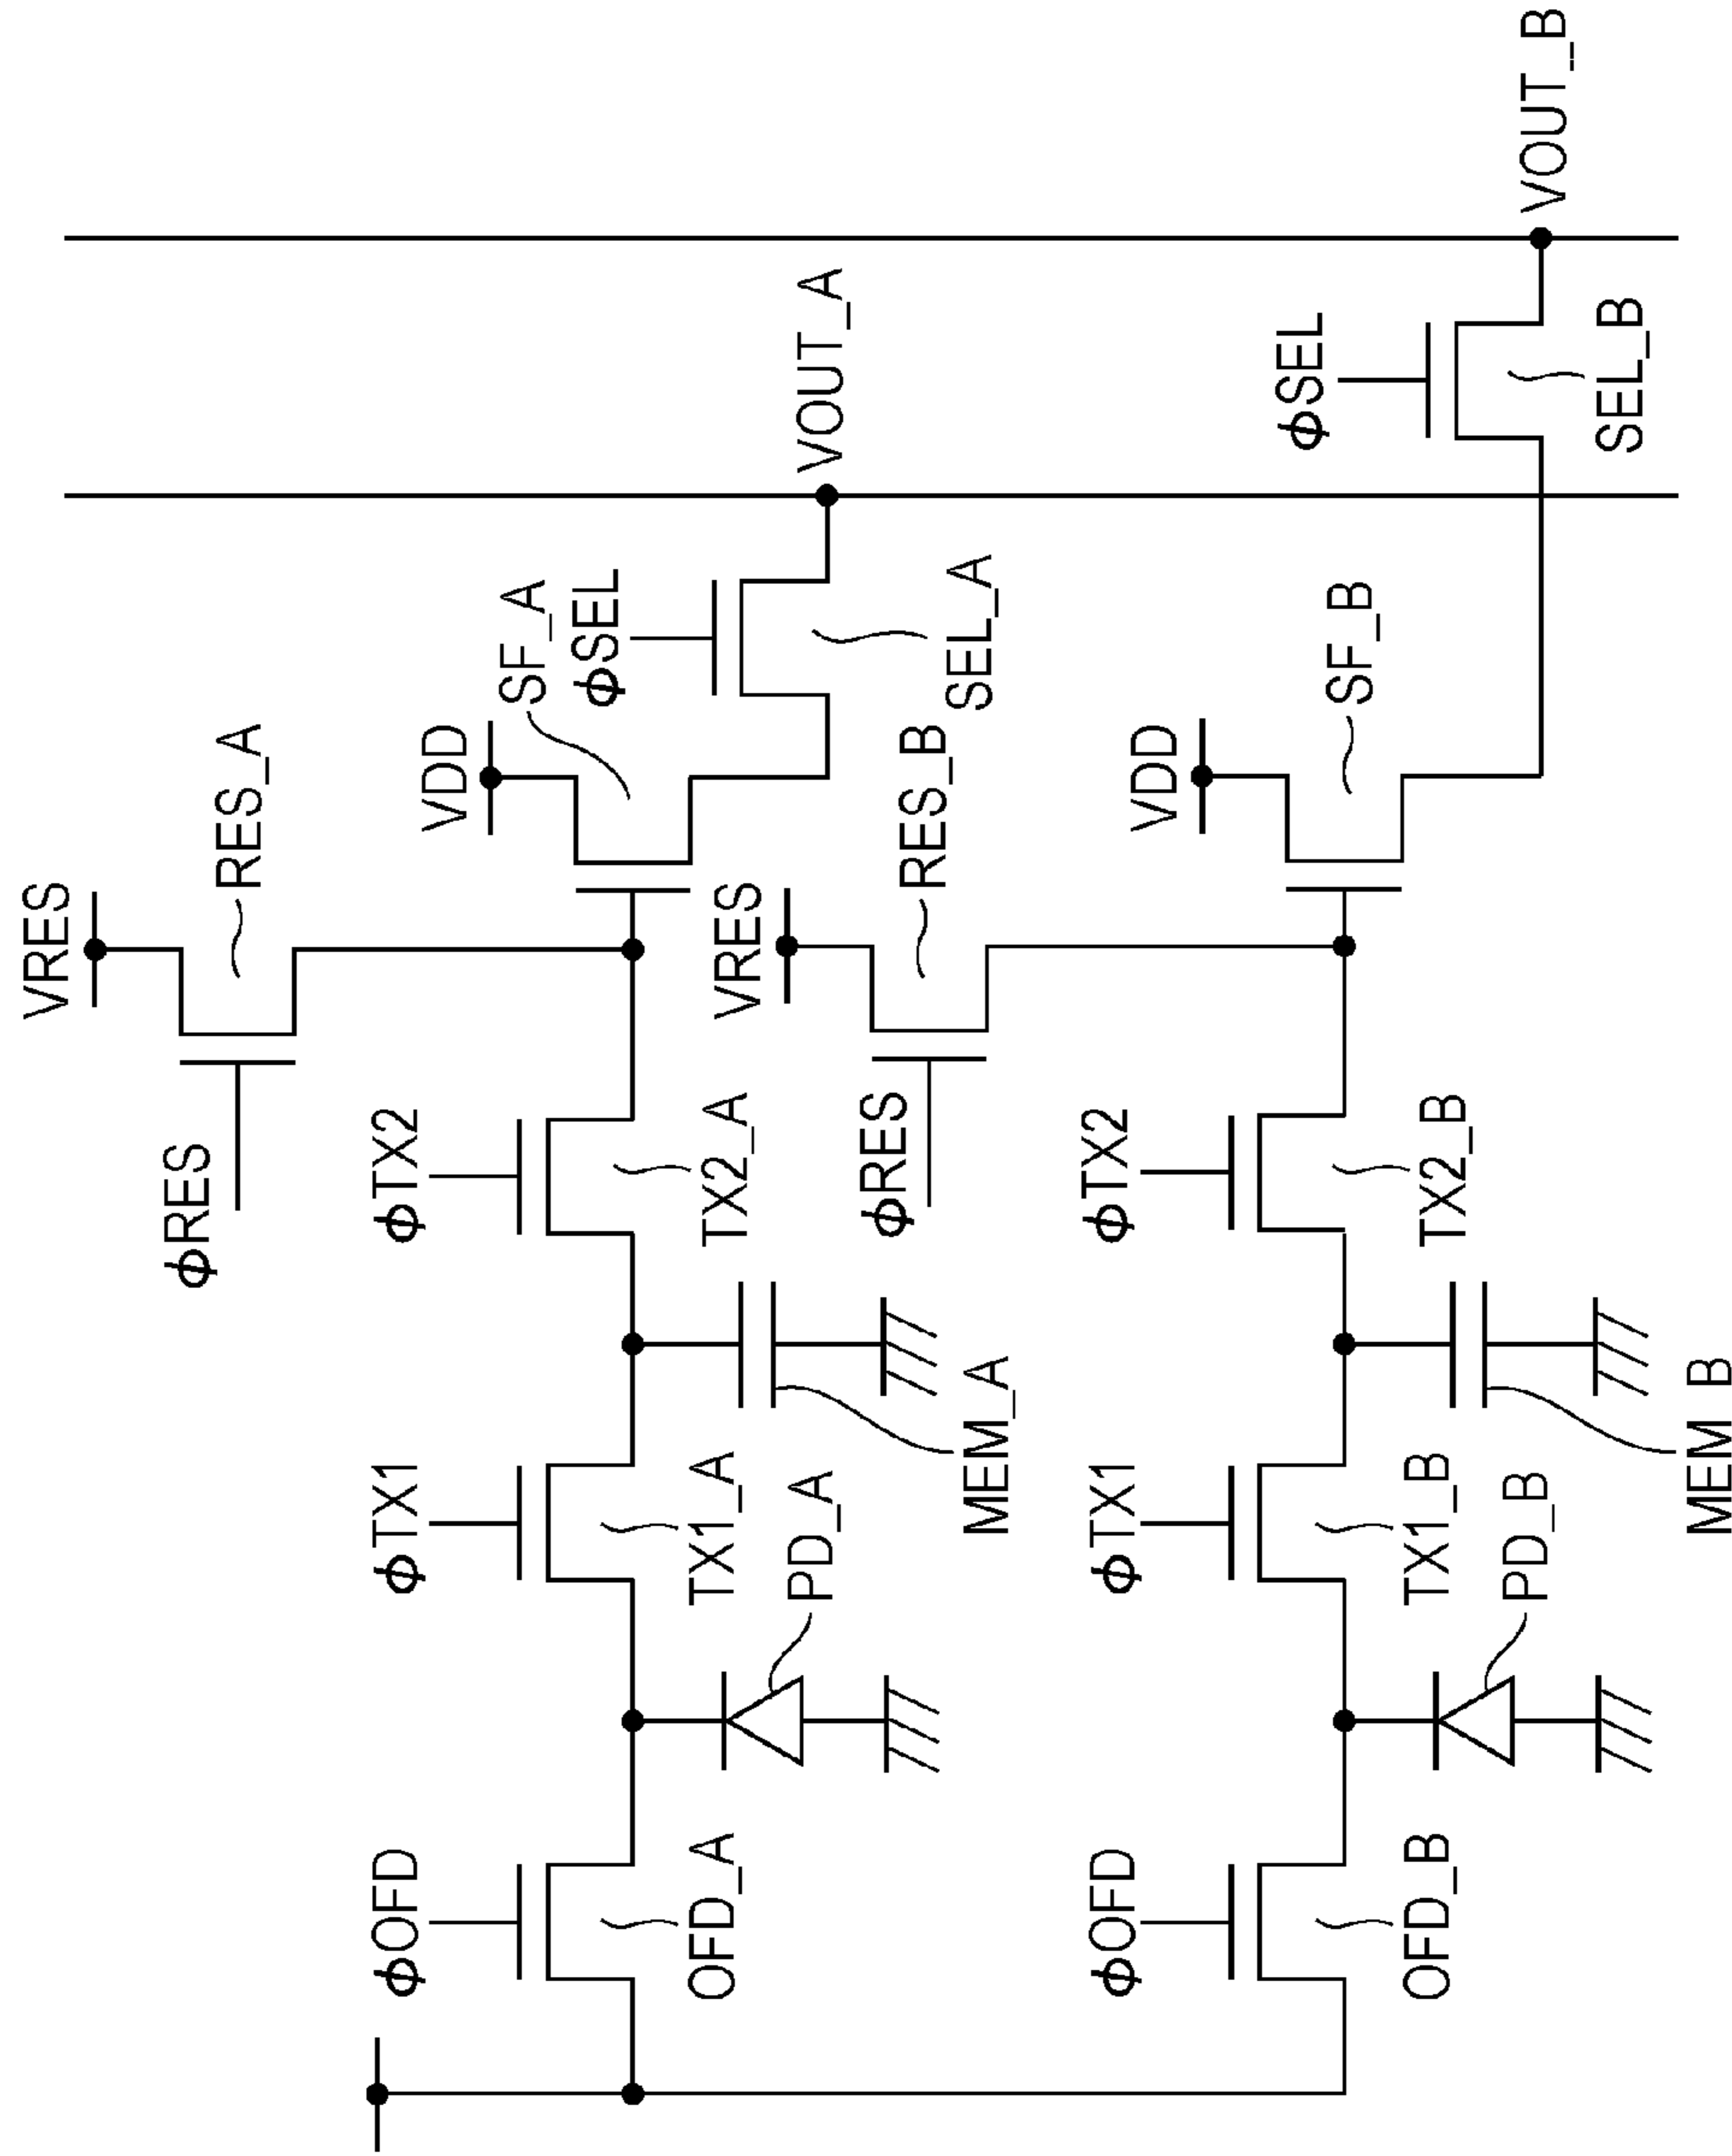 VRES
RES_A
ΦRES
VDD
SF_A
ΦSEL
SEL_A
VOUT_A
VOUT_B
ΦTX2
TX2_A
ΦTX1
TX1_A
ΦOFD
OFD_A
PD_A
MEM_A
VRES
RES_B
ΦRES
VDD
SF_B
ΦSEL
SEL_B
ΦTX2
TX2_B
ΦTX1
TX1_B
ΦOFD
OFD_B
PD_B
MEM B